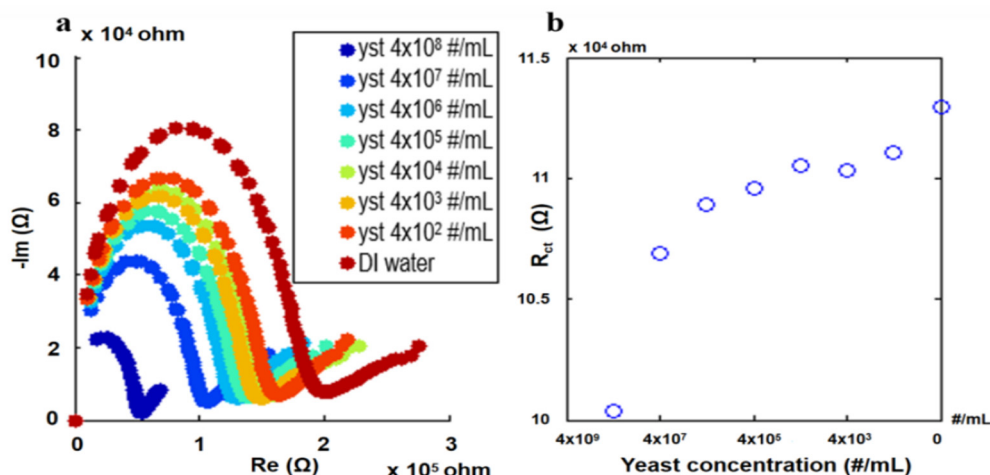 a
x 10⁴ ohm
10
8
6
4
2
0
-Im (Ω)
0
1
2
3
Re (Ω)
x 10⁵ ohm
yst 4x10⁸ #/mL
yst 4x10⁷ #/mL
yst 4x10⁶ #/mL
yst 4x10⁵ #/mL
yst 4x10⁴ #/mL
yst 4x10³ #/mL
yst 4x10² #/mL
DI water
b
x 10⁴ ohm
11.5
11
10.5
10
R_ct (Ω)
4x10⁹
4x10⁷
4x10⁵
4x10³
0
#/mL
Yeast concentration (#/mL)